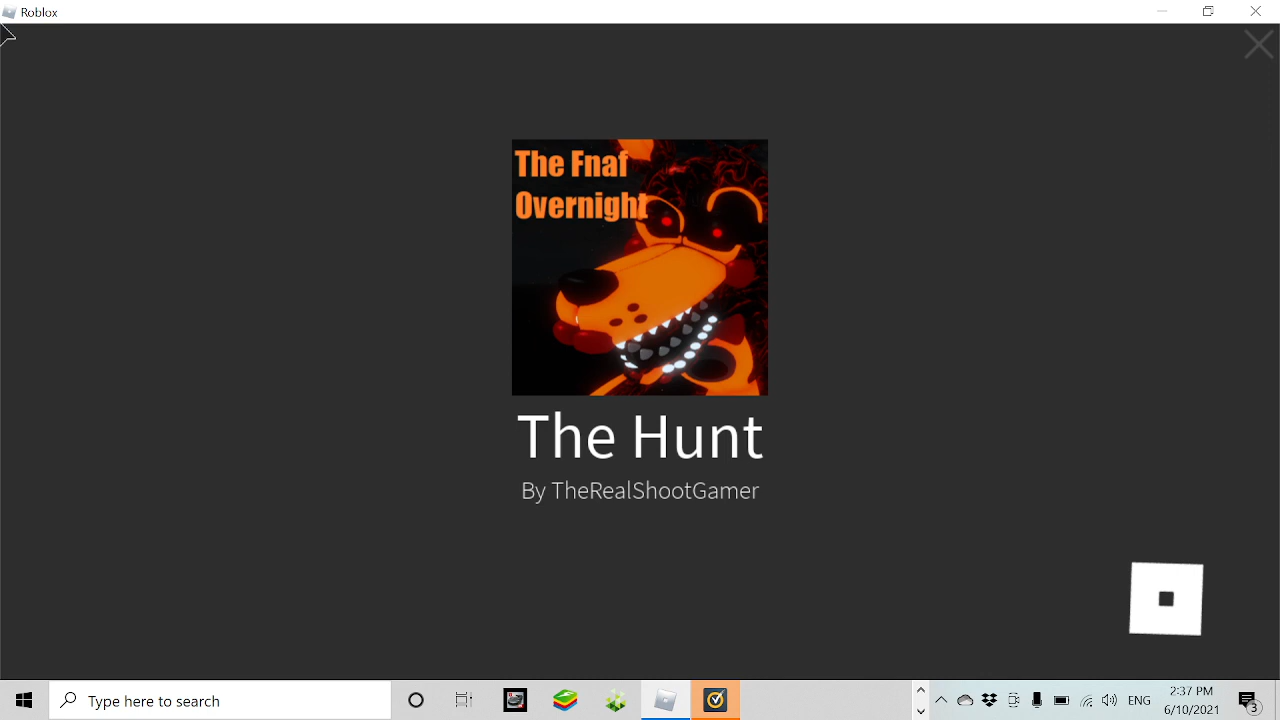 Roblox
The Fnaf
Overnight
The Hunt
By TheRealShootGamer
Type here to search
ENG
2:37 PM
6/10/2021
3